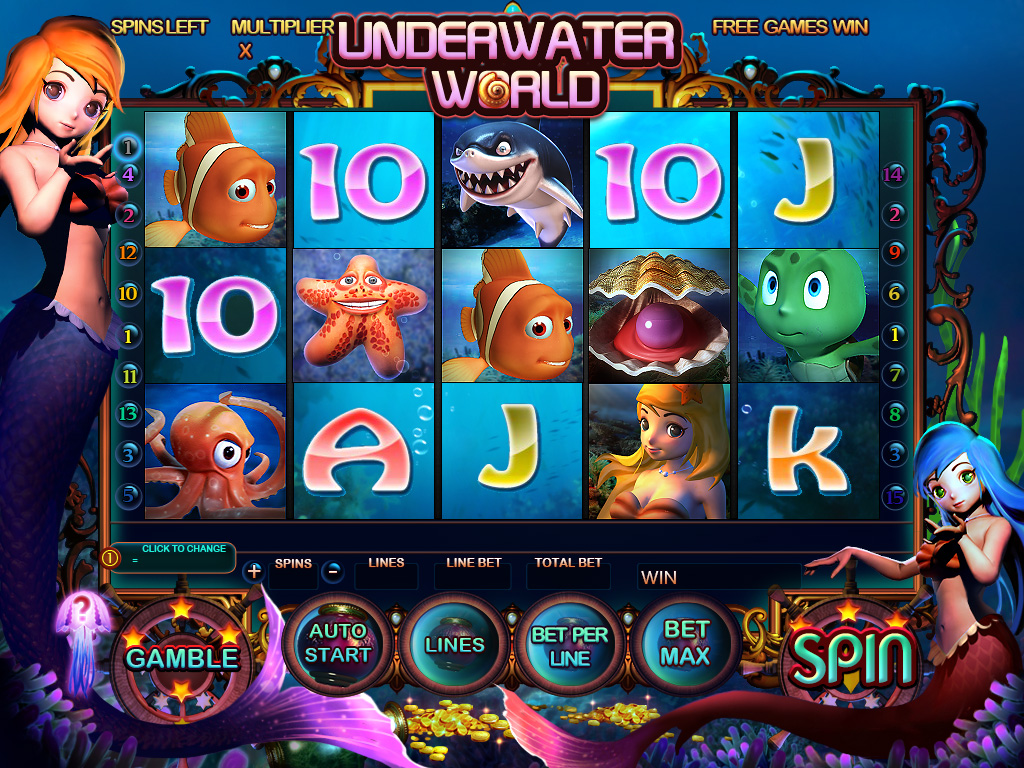 SPINS LEFT
MULTIPLIER
X
UNDERWATER
WORLD
FREE GAMES WIN
10
10
J
10
A
J
K
1
4
2
12
10
1
11
13
3
5
14
2
9
6
1
7
8
3
15
1
CLICK TO CHANGE
=
+
SPINS
-
LINES
LINE BET
TOTAL BET
WIN
?
GAMBLE
AUTO
START
LINES
BET PER
LINE
BET
MAX
SPIN